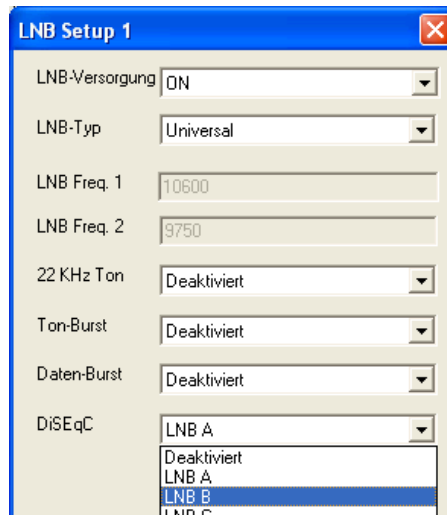 LNB Setup 1
LNB-Versorgung ON
LNB-Typ Universal
LNB Freq. 1 10600
LNB Freq. 2 9750
22 KHz Ton Deaktiviert
Ton-Burst Deaktiviert
Daten-Burst Deaktiviert
DiSEqC LNB A
Deaktiviert
LNB A
LNB B